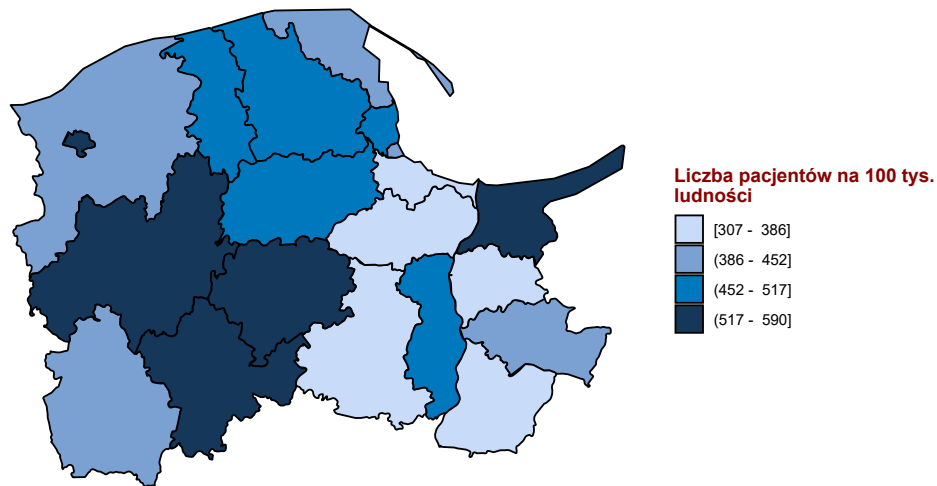 Liczba pacjentów na 100 tys.
ludności
[307 - 386]
(386 - 452]
(452 - 517]
(517 - 590]